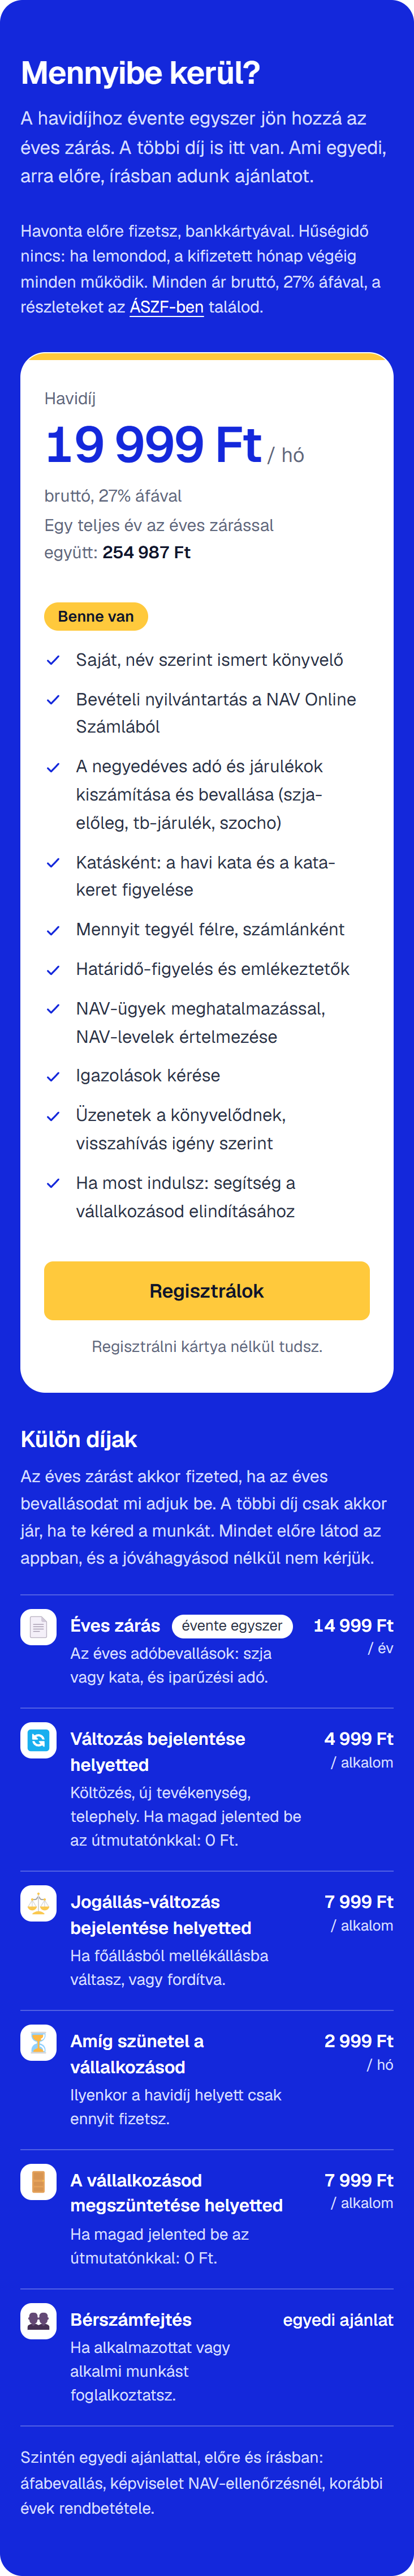 Mennyibe kerül?
A havidíjhoz évente egyszer jön hozzá az
éves zárás. A többi díj is itt van. Ami egyedi,
arra előre, írásban adunk ajánlatot.
Havonta előre fizetsz, bankkártyával. Hűségidő
nincs: ha lemondod, a kifizetett hónap végéig
minden működik. Minden ár bruttó, 27% áfával, a
részleteket az ÁSZF-ben találod.
Havidíj
19 999 Ft / hó
bruttó, 27% áfával
Egy teljes év az éves zárással
együtt: 254 987 Ft
Benne van
Saját, név szerint ismert könyvelő
Bevételi nyilvántartás a NAV Online
Számlából
A negyedéves adó és járulékok
kiszámítása és bevallása (szja-
előleg, tb-járulék, szocho)
Katásként: a havi kata és a kata-
keret figyelése
Mennyit tegyél félre, számlánként
Határidő-figyelés és emlékeztetők
NAV-ügyek meghatalmazással,
NAV-levelek értelmezése
Igazolások kérése
Üzenetek a könyvelődnek,
visszahívás igény szerint
Ha most indulsz: segítség a
vállalkozásod elindításához
Regisztrálok
Regisztrálni kártya nélkül tudsz.
Külön díjak
Az éves zárást akkor fizeted, ha az éves
bevallásodat mi adjuk be. A többi díj csak akkor
jár, ha te kéred a munkát. Mindet előre látod az
appban, és a jóváhagyásod nélkül nem kérjük.
Éves zárás évente egyszer 14 999 Ft
/ év
Az éves adóbevallások: szja
vagy kata, és iparűzési adó.
Változás bejelentése 4 999 Ft
helyetted / alkalom
Költözés, új tevékenység,
telephely. Ha magad jelented be
az útmutatónkkal: 0 Ft.
Jogállás-változás 7 999 Ft
bejelentése helyetted / alkalom
Ha főállásból mellékállásba
váltasz, vagy fordítva.
Amíg szünetel a 2 999 Ft
vállalkozásod / hó
Ilyenkor a havidíj helyett csak
ennyit fizetsz.
A vállalkozásod 7 999 Ft
megszüntetése helyetted / alkalom
Ha magad jelented be az
útmutatónkkal: 0 Ft.
Bérszámfejtés egyedi ajánlat
Ha alkalmazottat vagy
alkalmi munkást
foglalkoztatsz.
Szintén egyedi ajánlattal, előre és írásban:
áfabevallás, képviselet NAV-ellenőrzésnél, korábbi
évek rendbetétele.